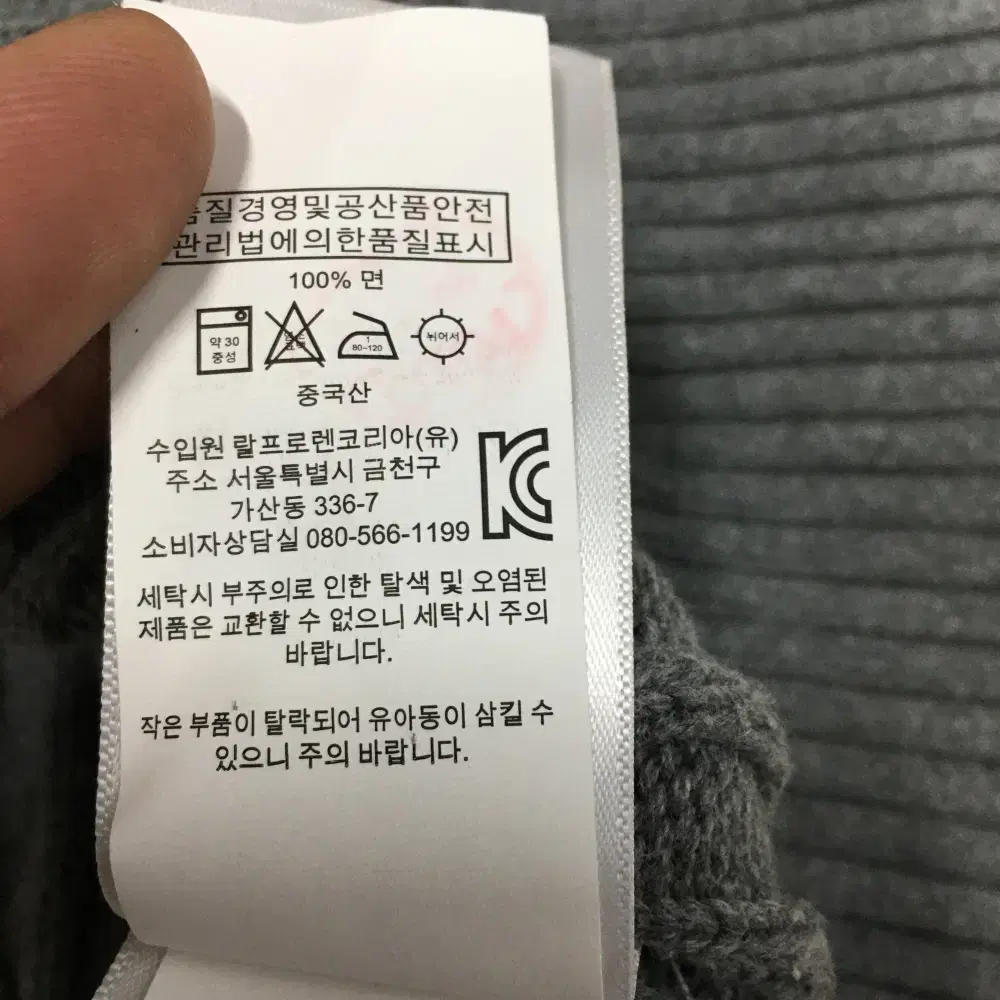 품질경영및공산품안전
관리법에의한품질표시
100% 면
약 30
중성
1
80~120
뉘어서
중국산
수입원 랄프로렌코리아(유)
주소 서울특별시 금천구
가산동 336-7
소비자상담실 080-566-1199
세탁시 부주의로 인한 탈색 및 오염된
제품은 교환할 수 없으니 세탁시 주의
바랍니다.
작은 부품이 탈락되어 유아동이 삼킬 수
있으니 주의 바랍니다.